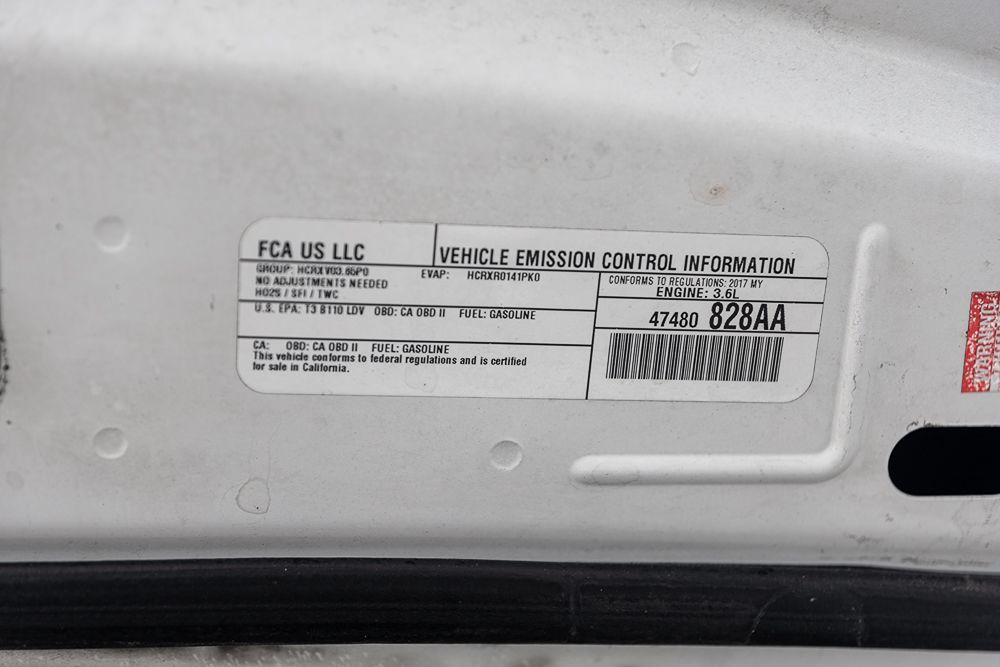 FCA US LLC
VEHICLE EMISSION CONTROL INFORMATION
GROUP: HCRXV03.65P0 EVAP: HCRXR0141PK0
NO ADJUSTMENTS NEEDED
HO2S / SFI / TWC
U.S. EPA: T3 B110 LDV OBD: CA OBD II FUEL: GASOLINE
CA: OBD: CA OBD II FUEL: GASOLINE
This vehicle conforms to federal regulations and is certified
for sale in California.
CONFORMS TO REGULATIONS: 2017 MY
ENGINE: 3.6L
47480 828AA
WARNING